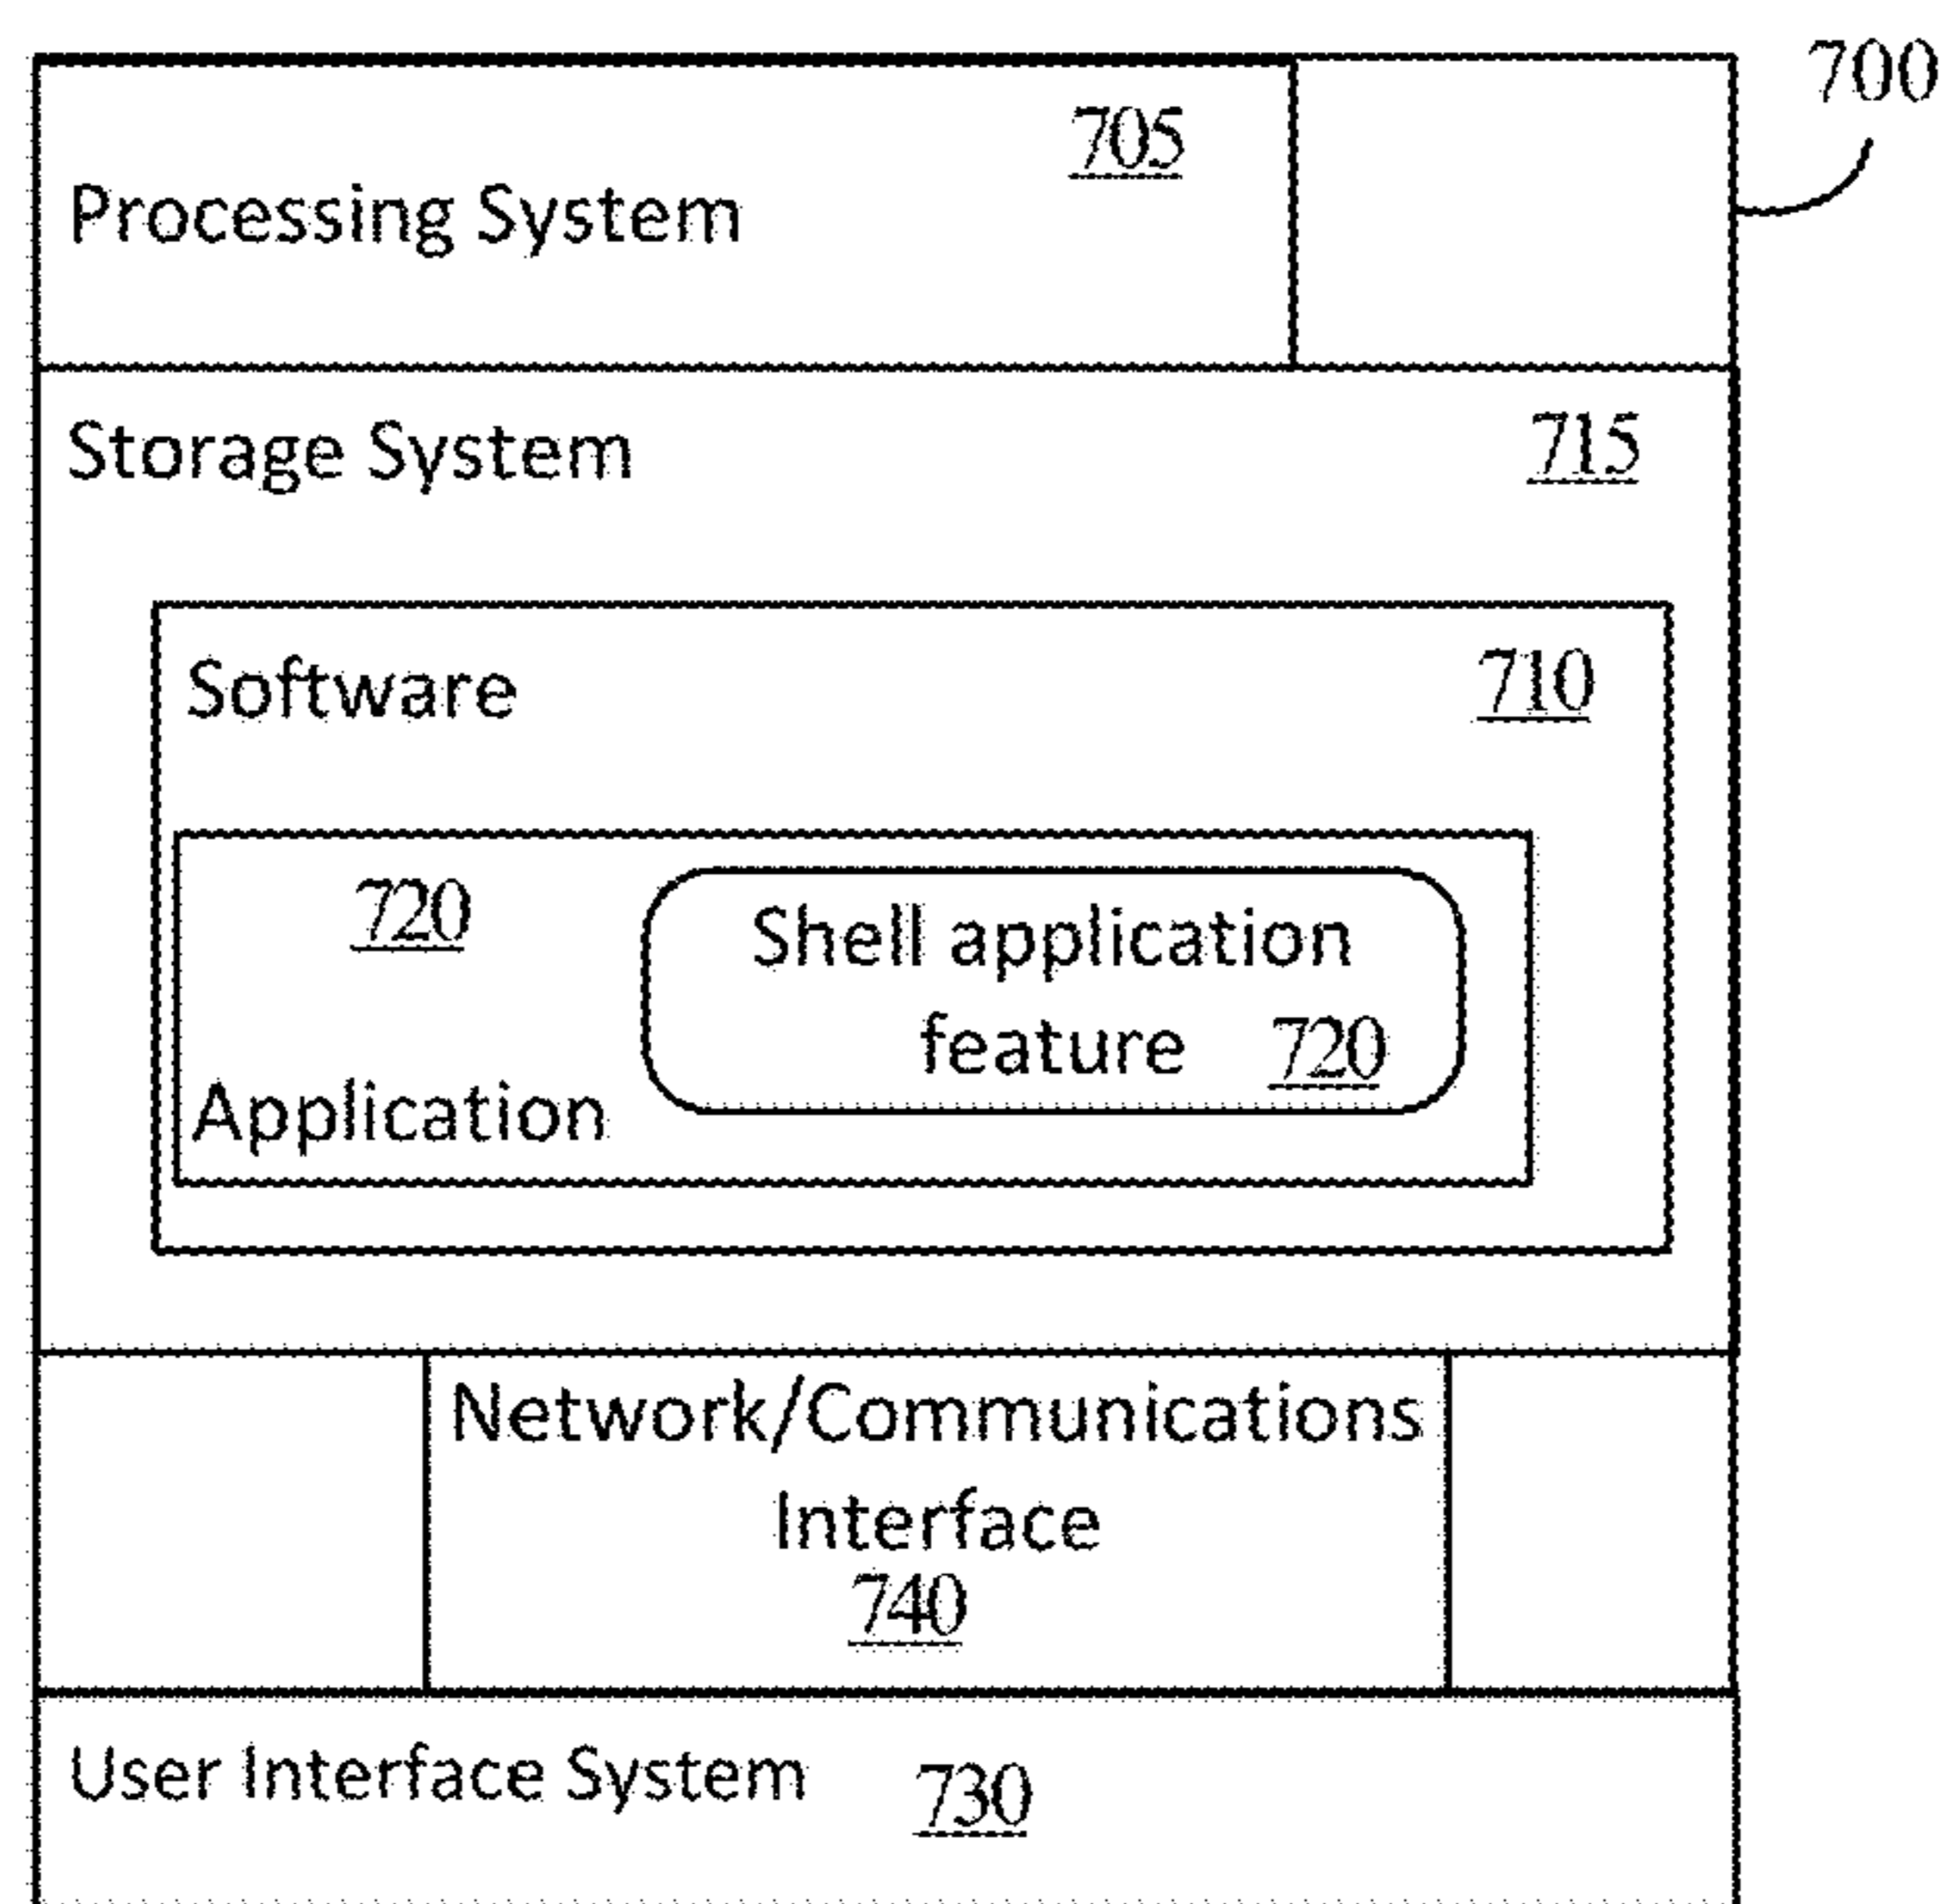 700
705
Processing System
Storage System 715
Software 710
720
Shell application
feature 720
Application
Network/Communications
Interface
740
User Interface System 730